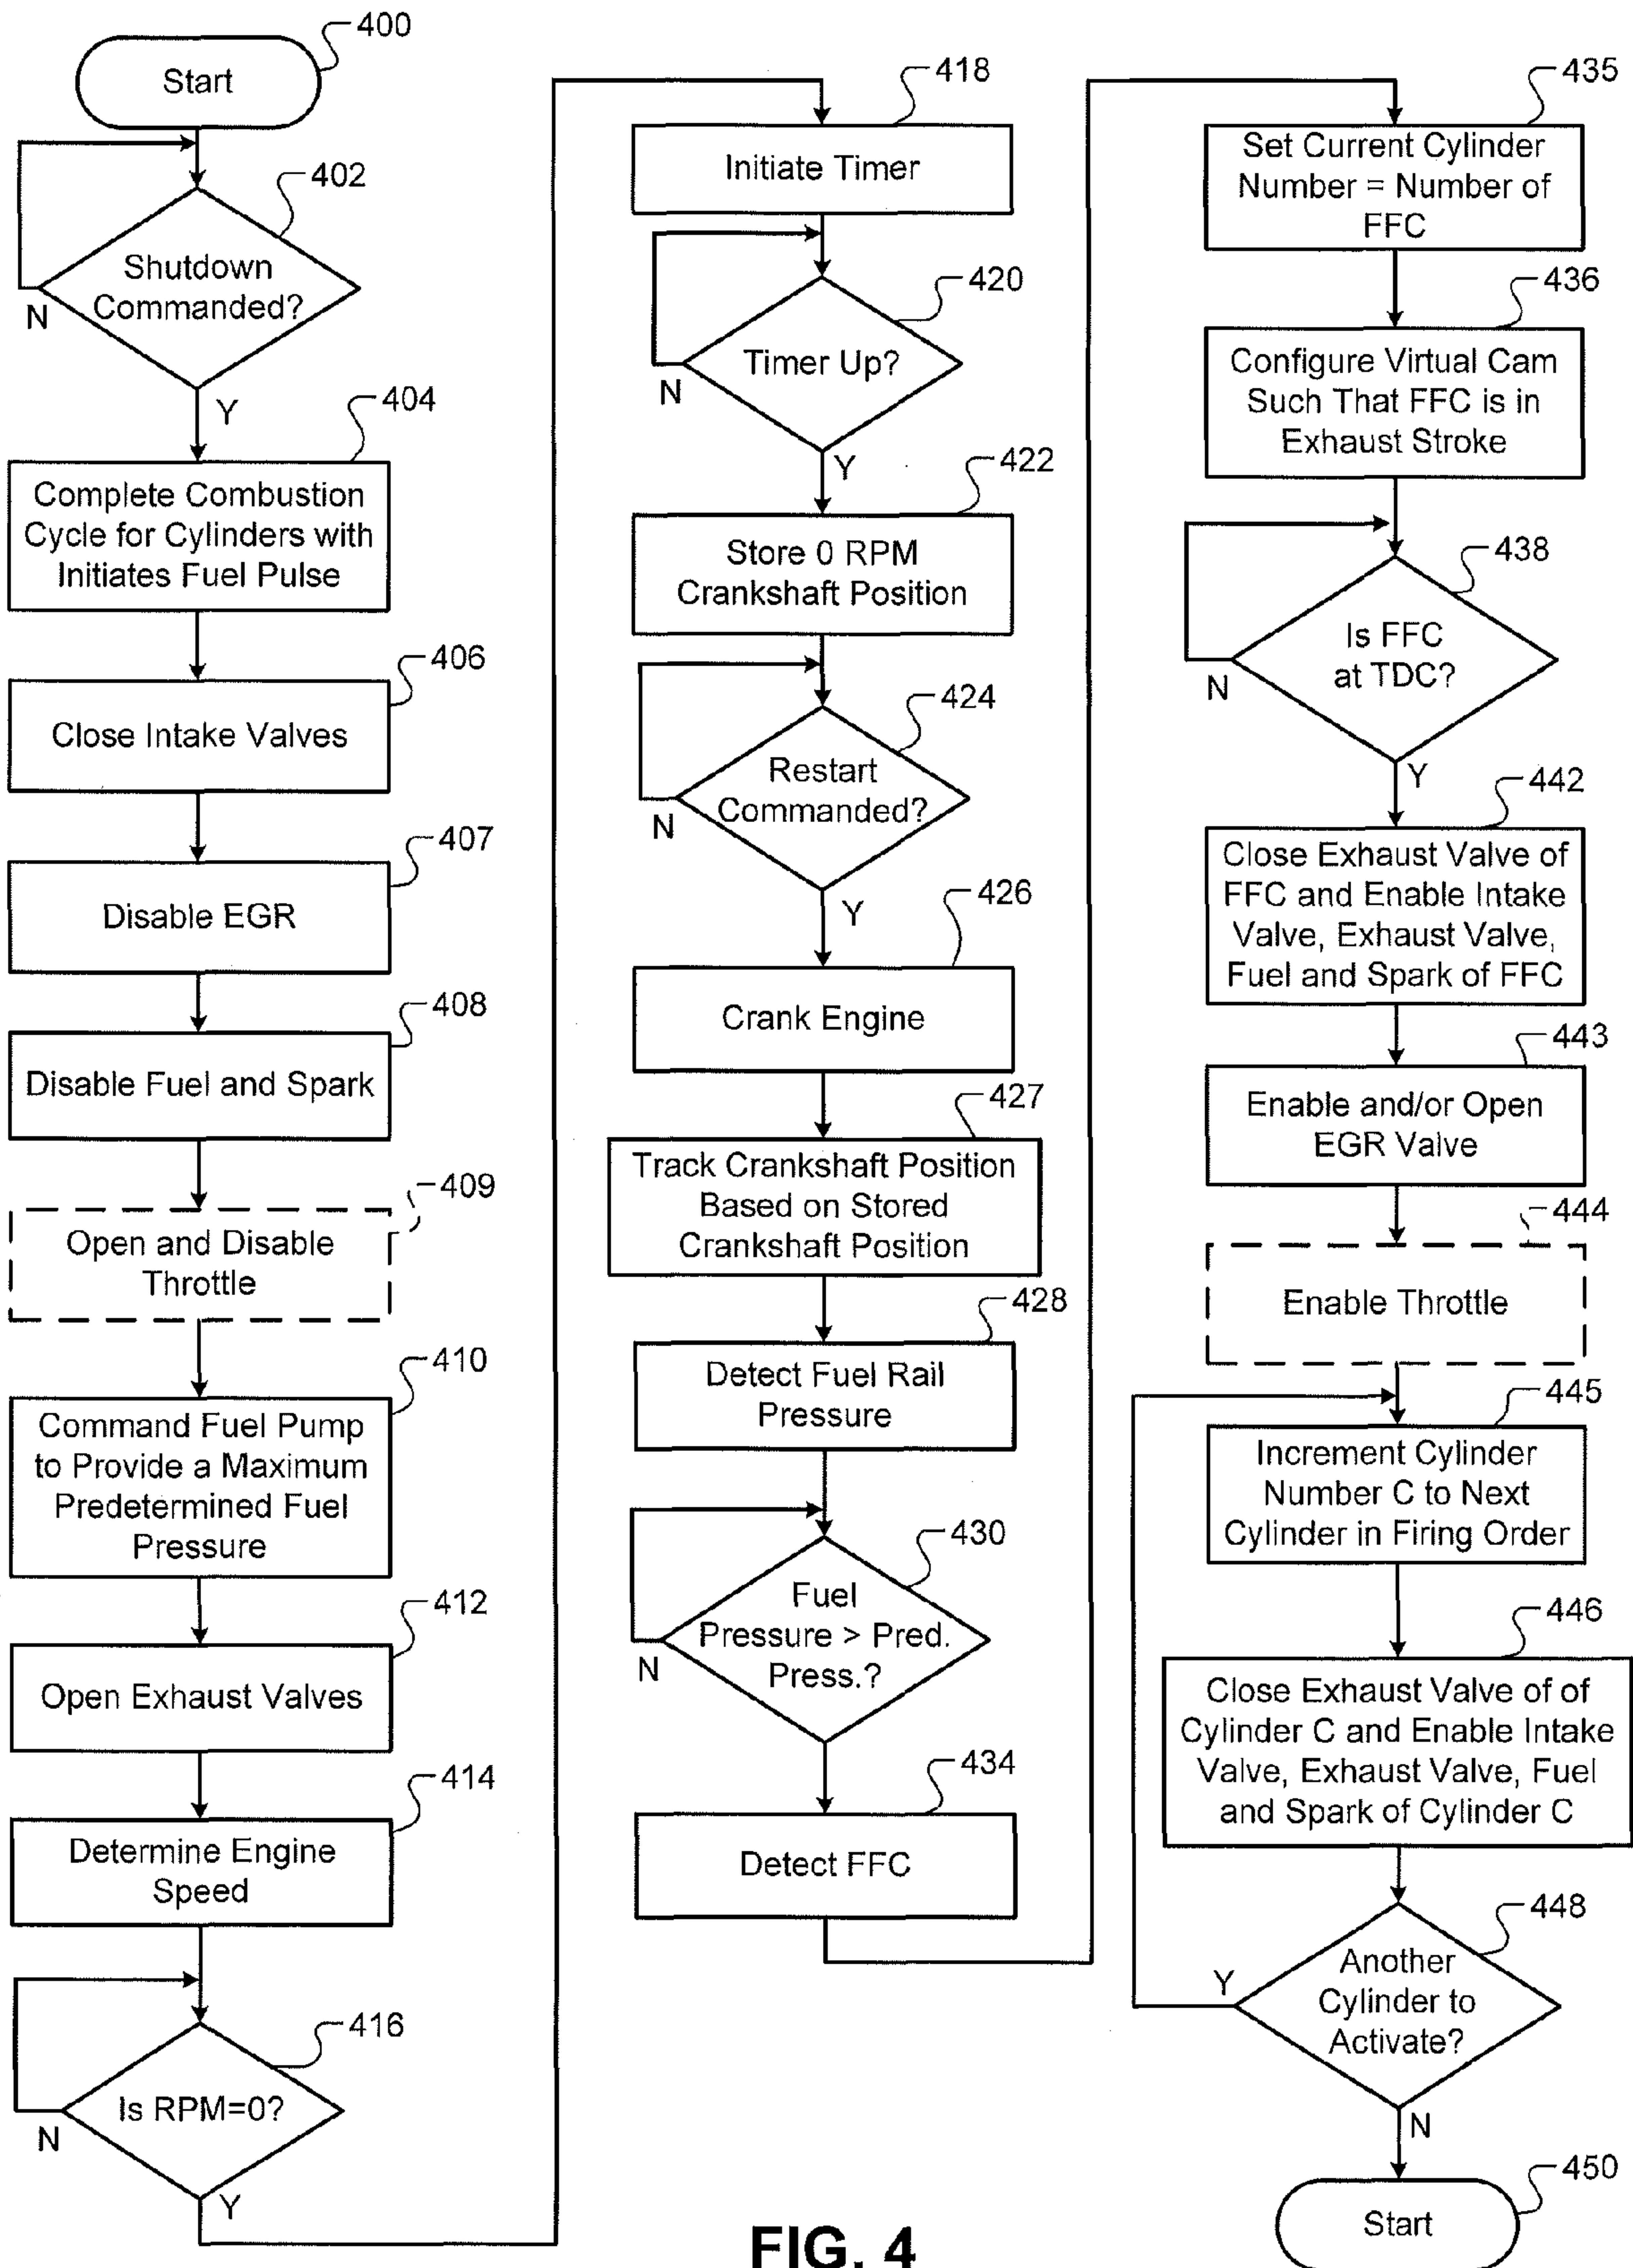 400
Start
402
Shutdown
Commanded?
N
Y
404
Complete Combustion
Cycle for Cylinders with
Initiates Fuel Pulse
406
Close Intake Valves
407
Disable EGR
408
Disable Fuel and Spark
409
Open and Disable
Throttle
410
Command Fuel Pump
to Provide a Maximum
Predetermined Fuel
Pressure
412
Open Exhaust Valves
414
Determine Engine
Speed
416
Is RPM=0?
N
Y
418
Initiate Timer
420
Timer Up?
N
Y
422
Store 0 RPM
Crankshaft Position
424
Restart
Commanded?
N
Y
426
Crank Engine
427
Track Crankshaft Position
Based on Stored
Crankshaft Position
428
Detect Fuel Rail
Pressure
430
Fuel
Pressure > Pred.
Press.?
N
434
Detect FFC
435
Set Current Cylinder
Number = Number of
FFC
436
Configure Virtual Cam
Such That FFC is in
Exhaust Stroke
438
Is FFC
at TDC?
N
Y
442
Close Exhaust Valve of
FFC and Enable Intake
Valve, Exhaust Valve,
Fuel and Spark of FFC
443
Enable and/or Open
EGR Valve
444
Enable Throttle
445
Increment Cylinder
Number C to Next
Cylinder in Firing Order
446
Close Exhaust Valve of of
Cylinder C and Enable Intake
Valve, Exhaust Valve, Fuel
and Spark of Cylinder C
448
Another
Cylinder to
Activate?
Y
N
450
Start
FIG. 4